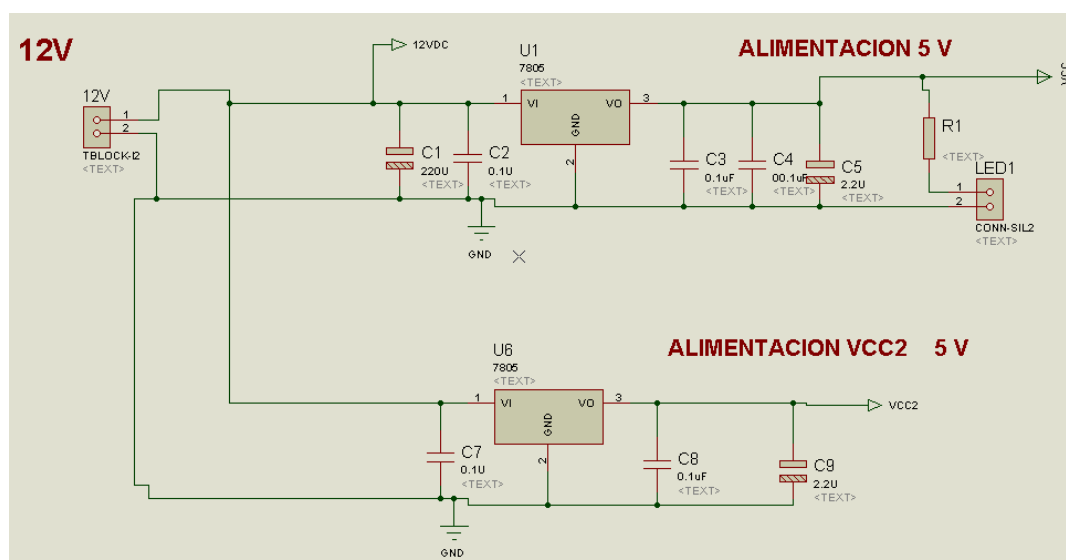 12V
12VDC
U1
7805
<TEXT>
ALIMENTACION 5 V
12V
1
2
TBLOCK-I2
<TEXT>
1
VI
VO
3
GND
2
C1
220U
<TEXT>
C2
0.1U
<TEXT>
C3
0.1uF
<TEXT>
C4
00.1uF
<TEXT>
C5
2.2U
<TEXT>
R1
<TEXT>
LED1
1
2
CONN-SIL2
<TEXT>
GND
U6
7805
<TEXT>
ALIMENTACION VCC2 5 V
1
VI
VO
3
GND
2
VCC2
C7
0.1U
<TEXT>
C8
0.1uF
<TEXT>
C9
2.2U
<TEXT>
GND